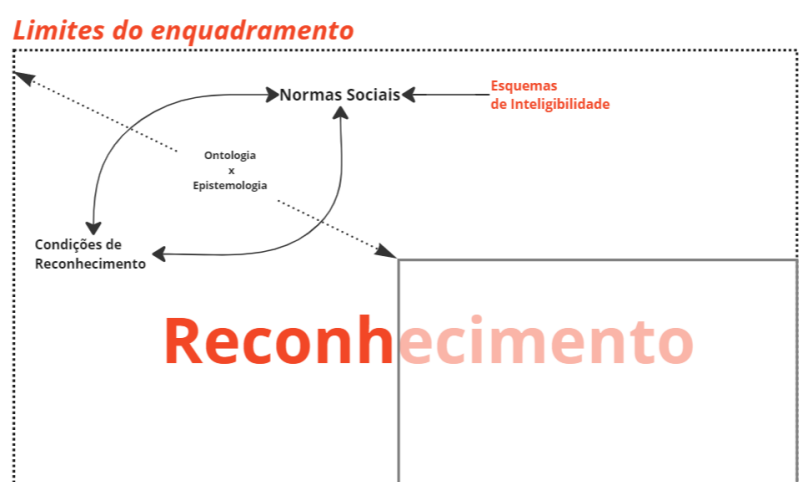 Limites do enquadramento
Normas Sociais
Esquemas
de Inteligibilidade
Ontologia
x
Epistemologia
Condições de
Reconhecimento
Reconhecimento